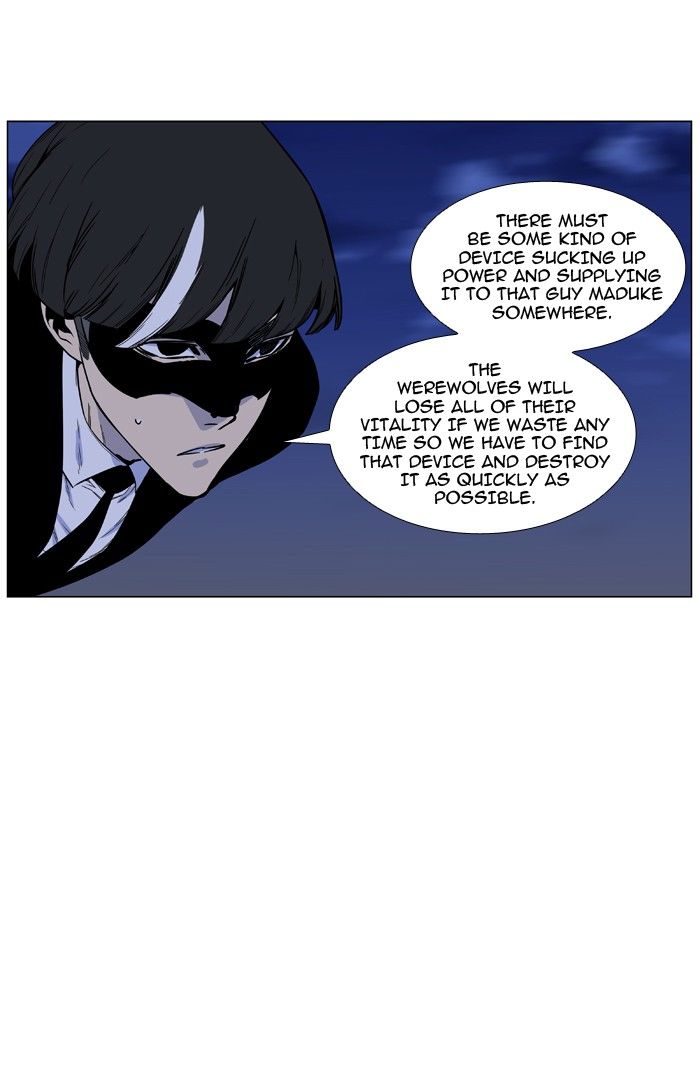 THERE MUST
BE SOME KIND OF
DEVICE SUCKING UP
POWER AND SUPPLYING
IT TO THAT GUY MADUKE
SOMEWHERE.
THE
WEREWOLVES WILL
LOSE ALL OF THEIR
VITALITY IF WE WASTE ANY
TIME SO WE HAVE TO FIND
THAT DEVICE AND DESTROY
IT AS QUICKLY AS
POSSIBLE.